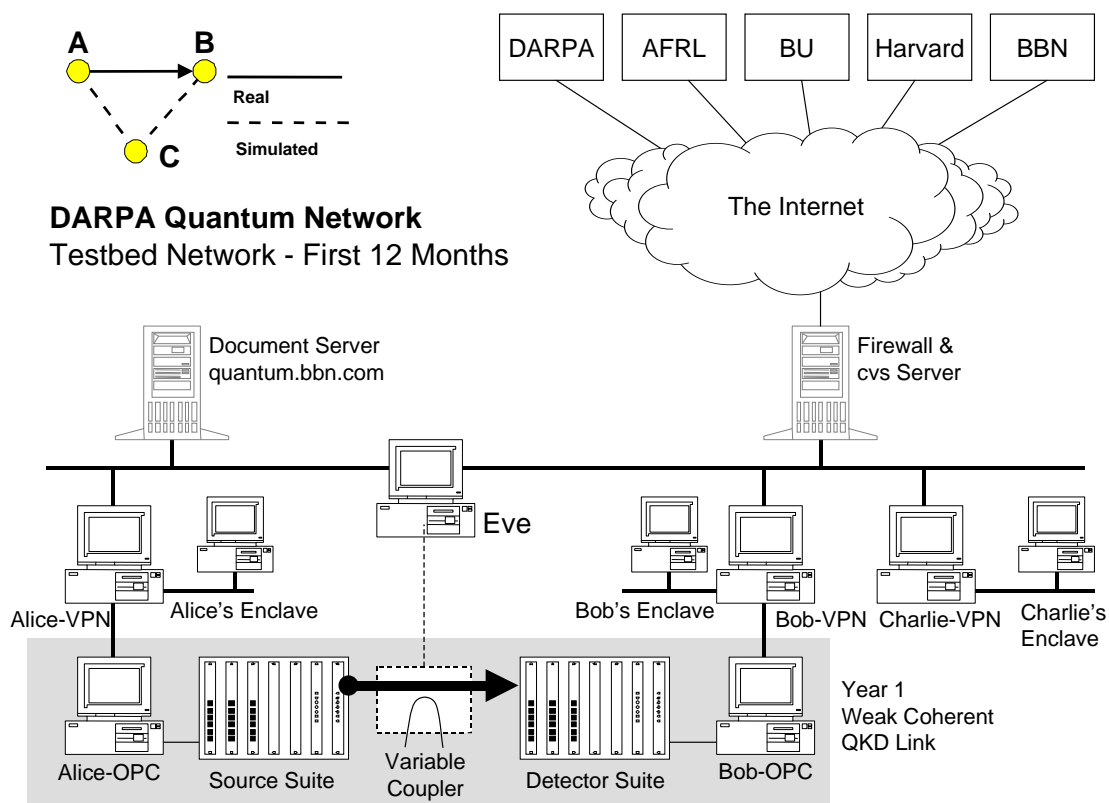 A
B
C
Real
Simulated
DARPA
AFRL
BU
Harvard
BBN
The Internet
DARPA Quantum Network
Testbed Network - First 12 Months
Document Server
quantum.bbn.com
Firewall &
cvs Server
Eve
Alice-VPN
Alice's Enclave
Bob's Enclave
Bob-VPN
Charlie-VPN
Charlie's
Enclave
Alice-OPC
Source Suite
Variable
Coupler
Detector Suite
Bob-OPC
Year 1
Weak Coherent
QKD Link